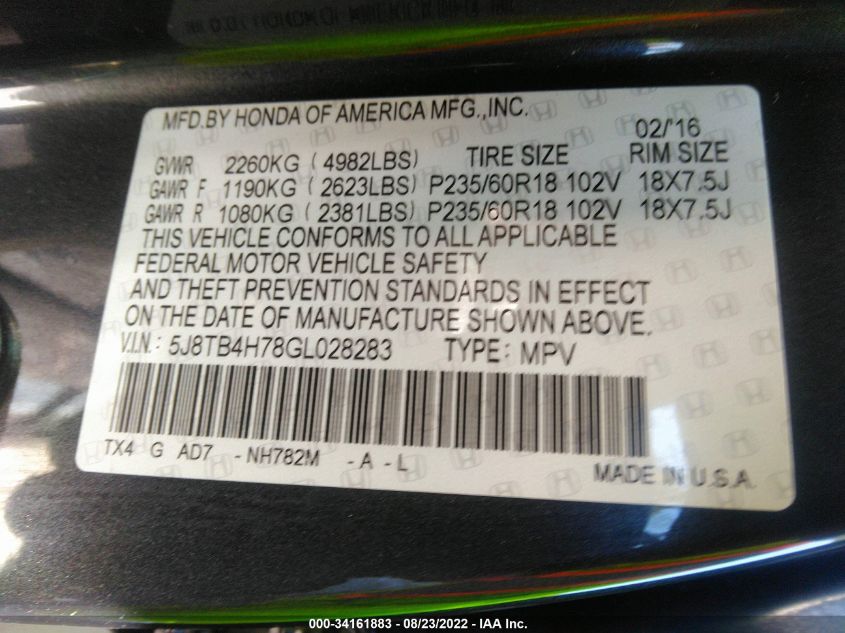 MFD.BY HONDA OF AMERICA MFG.,INC.
02/'16
GVWR 2260KG (4982LBS) TIRE SIZE RIM SIZE
GAWR F 1190KG (2623LBS) P235/60R18 102V 18X7.5J
GAWR R 1080KG (2381LBS) P235/60R18 102V 18X7.5J
THIS VEHICLE CONFORMS TO ALL APPLICABLE
FEDERAL MOTOR VEHICLE SAFETY
AND THEFT PREVENTION STANDARDS IN EFFECT
ON THE DATE OF MANUFACTURE SHOWN ABOVE.
V.I.N.: 5J8TB4H78GL028283 TYPE: MPV
TX4 G AD7 -NH782M -A -L
MADE IN U.S.A.
000-34161883 - 08/23/2022 - IAA Inc.